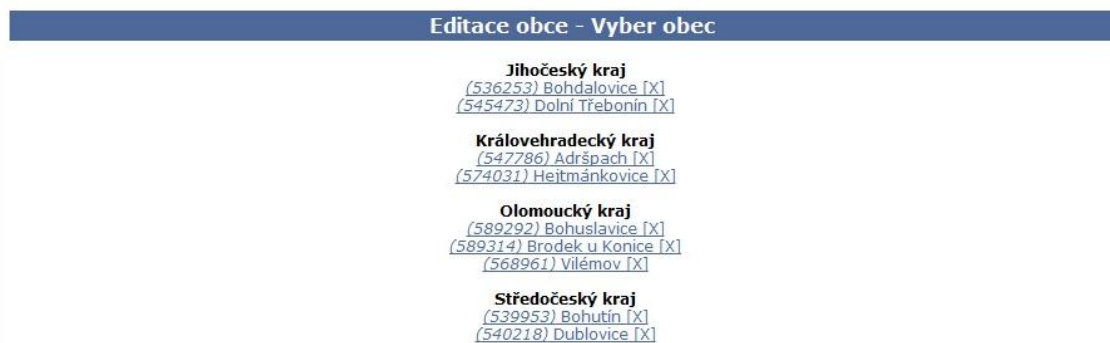 Editace obce - Vyber obec
Jihočeský kraj
(536253) Bohdalovice [X]
(545473) Dolní Třebonín [X]
Královehradecký kraj
(547786) Adršpach [X]
(574031) Hejtmánkovice [X]
Olomoucký kraj
(589292) Bohuslavice [X]
(589314) Brodek u Konice [X]
(568961) Vilémov [X]
Středočeský kraj
(539953) Bohutín [X]
(540218) Dublovice [X]